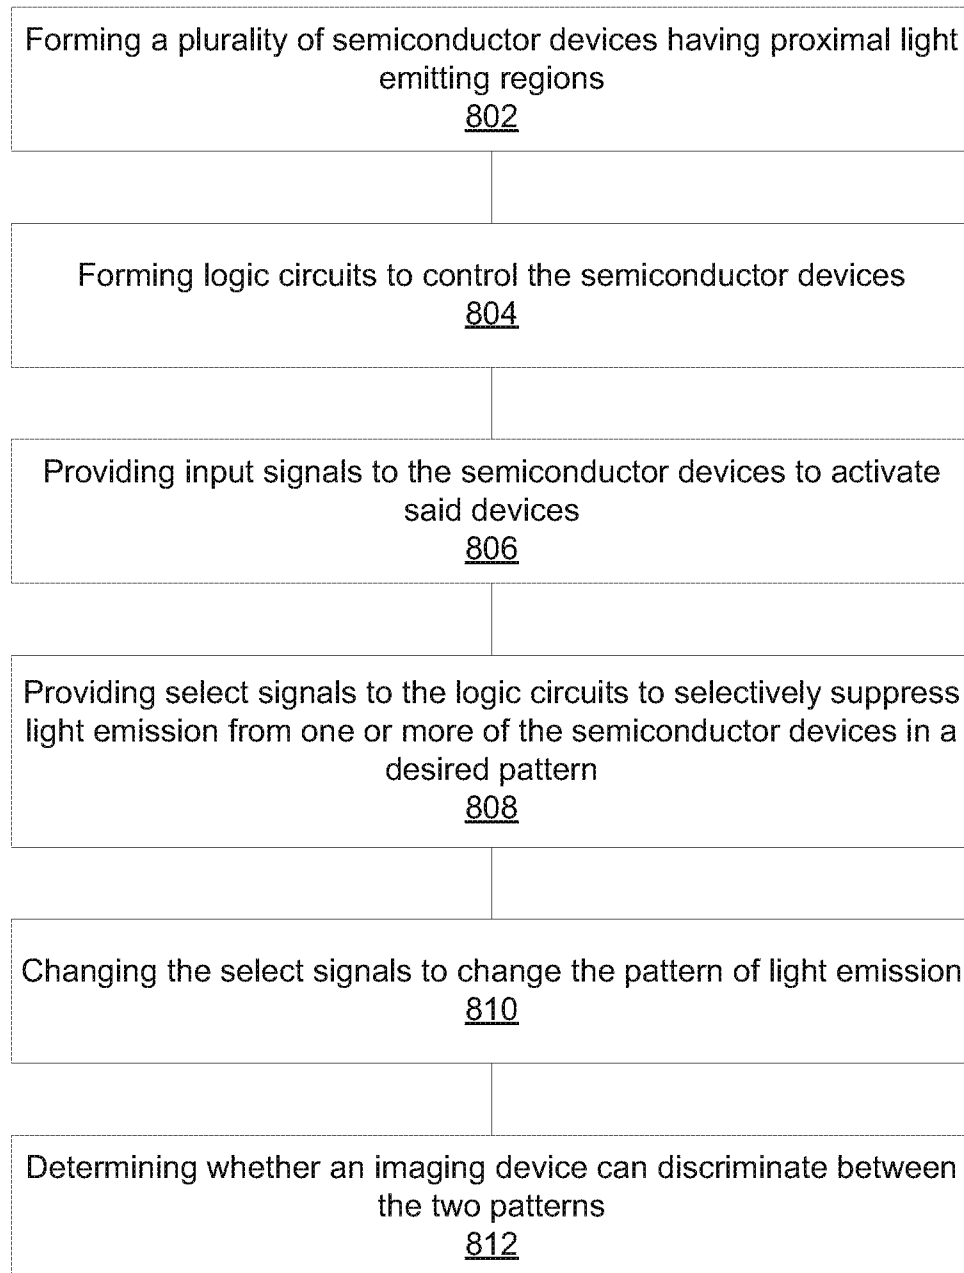 Forming a plurality of semiconductor devices having proximal light
emitting regions
802
Forming logic circuits to control the semiconductor devices
804
Providing input signals to the semiconductor devices to activate
said devices
806
Providing select signals to the logic circuits to selectively suppress
light emission from one or more of the semiconductor devices in a
desired pattern
808
Changing the select signals to change the pattern of light emission
810
Determining whether an imaging device can discriminate between
the two patterns
812